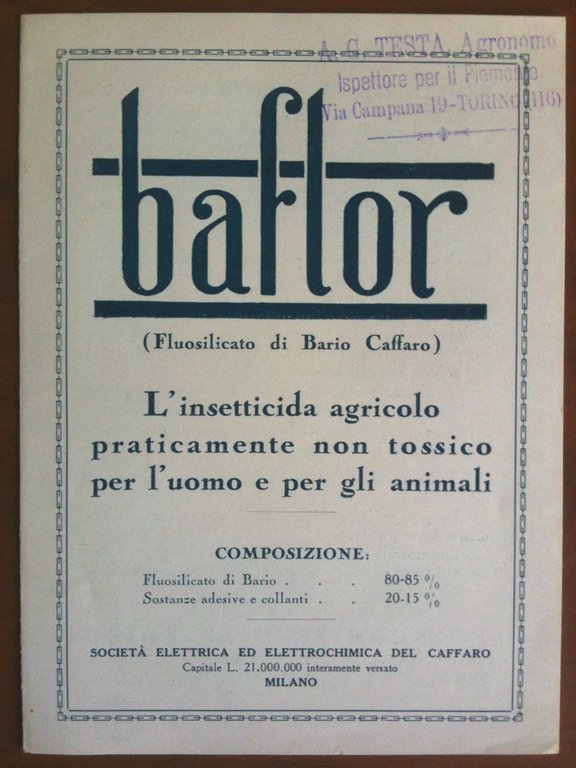 A. G. TESTA, Agronomo
Ispettore per il Piemonte
Via Campana 19-TORINO (116)
baflor
(Fluosilicato di Bario Caffaro)
L'insetticida agricolo
praticamente non tossico
per l'uomo e per gli animali
COMPOSIZIONE:
Fluosilicato di Bario . . . 80-85 %
Sostanze adesive e collanti . . 20-15 %
SOCIETÀ ELETTRICA ED ELETTROCHIMICA DEL CAFFARO
Capitale L. 21.000.000 interamente versato
MILANO